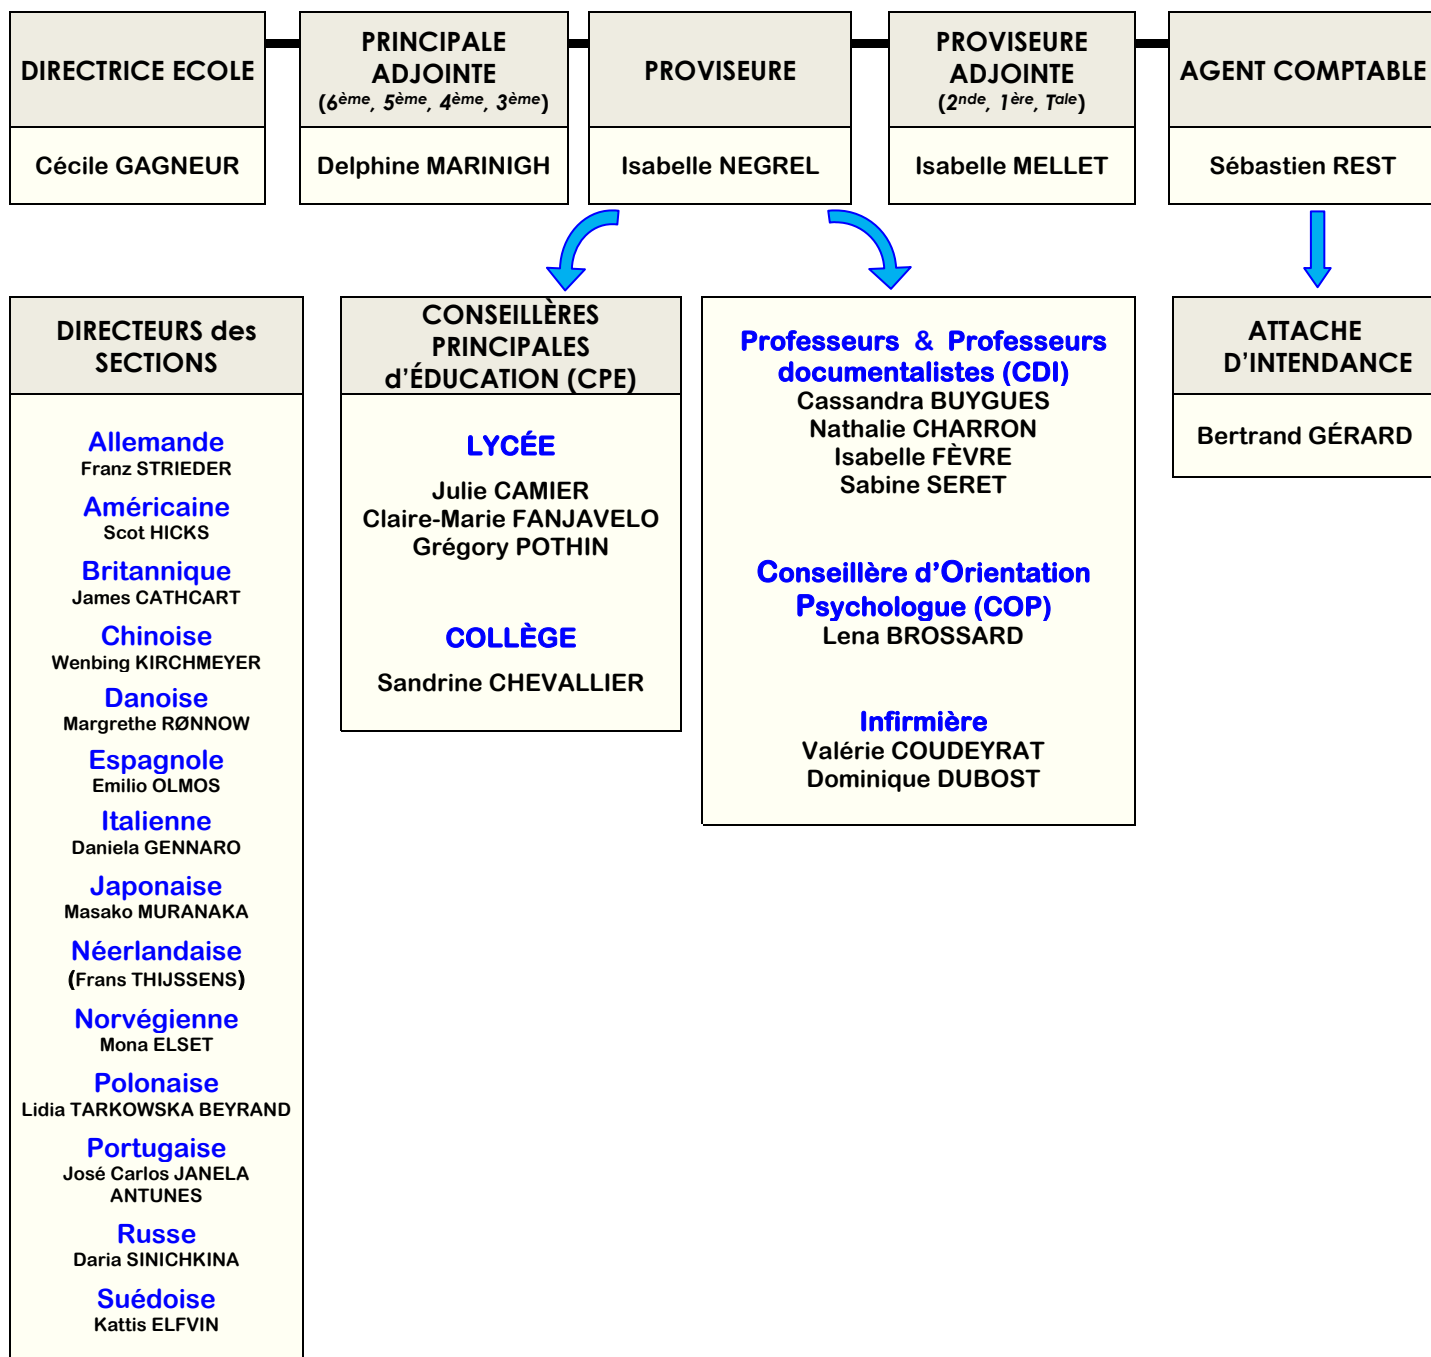 DIRECTRICE ECOLE
Cécile GAGNEUR
PRINCIPALE
ADJOINTE
(6ème, 5ème, 4ème, 3ème)
Delphine MARINIGH
PROVISEURE
Isabelle NEGREL
PROVISEURE
ADJOINTE
(2nde, 1ère, Tale)
Isabelle MELLET
AGENT COMPTABLE
Sébastien REST
DIRECTEURS des
SECTIONS
Allemande
Franz STRIEDER
Américaine
Scot HICKS
Britannique
James CATHCART
Chinoise
Wenbing KIRCHMEYER
Danoise
Margrethe RØNNOW
Espagnole
Emilio OLMOS
Italienne
Daniela GENNARO
Japonaise
Masako MURANAKA
Néerlandaise
(Frans THIJSSENS)
Norvégienne
Mona ELSET
Polonaise
Lidia TARKOWSKA BEYRAND
Portugaise
José Carlos JANELA
ANTUNES
Russe
Daria SINICHKINA
Suédoise
Kattis ELFVIN
CONSEILLÈRES
PRINCIPALES
d'ÉDUCATION (CPE)
LYCÉE
Julie CAMIER
Claire-Marie FANJAVELO
Grégory POTHIN
COLLÈGE
Sandrine CHEVALLIER
Professeurs & Professeurs
documentalistes (CDI)
Cassandra BUYGUES
Nathalie CHARRON
Isabelle FÈVRE
Sabine SERET
Conseillère d'Orientation
Psychologue (COP)
Lena BROSSARD
Infirmière
Valérie COUDEYRAT
Dominique DUBOST
ATTACHE
D'INTENDANCE
Bertrand GÉRARD